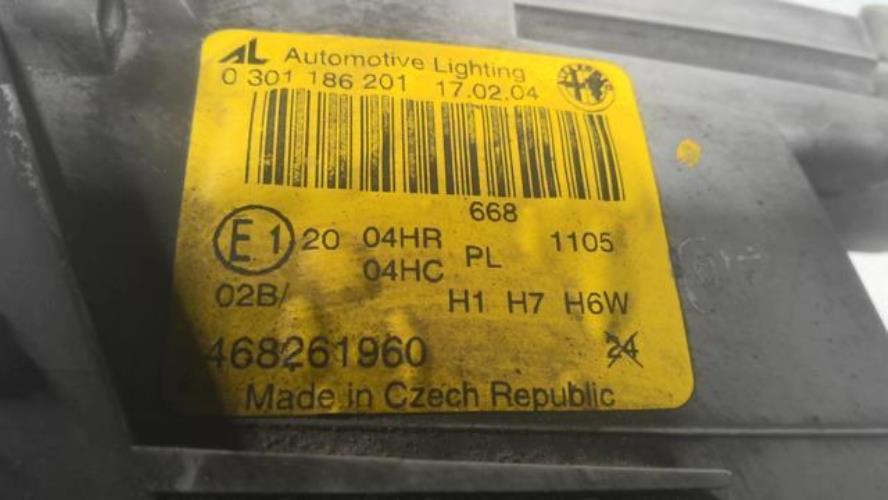 AL Automotive Lighting
0 301 186 201 17.02.04
668
E1 20 04HR PL 1105
04HC
02B/ H1 H7 H6W
468261960 24
Made in Czech Republic